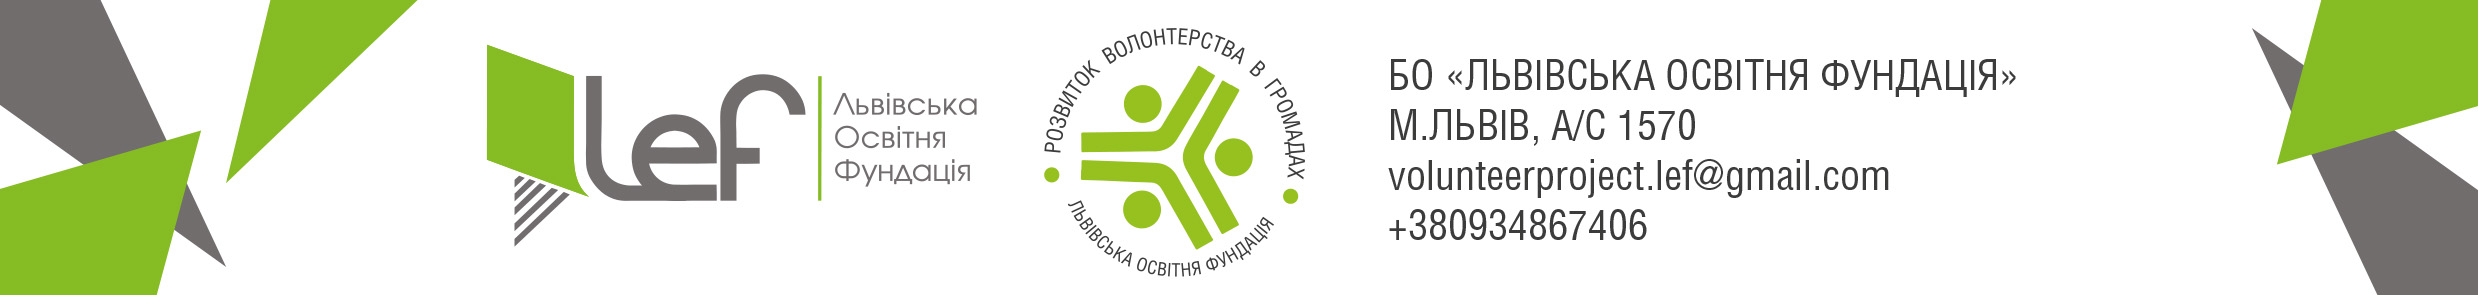 lef
Львівська
Освітня
Фундація
РОЗВИТОК ВОЛОНТЕРСТВА В ГРОМАДАХ
ЛЬВІВСЬКА ОСВІТНЯ ФУНДАЦІЯ
БО «ЛЬВІВСЬКА ОСВІТНЯ ФУНДАЦІЯ»
М.ЛЬВІВ, А/С 1570
volunteerproject.lef@gmail.com
+380934867406